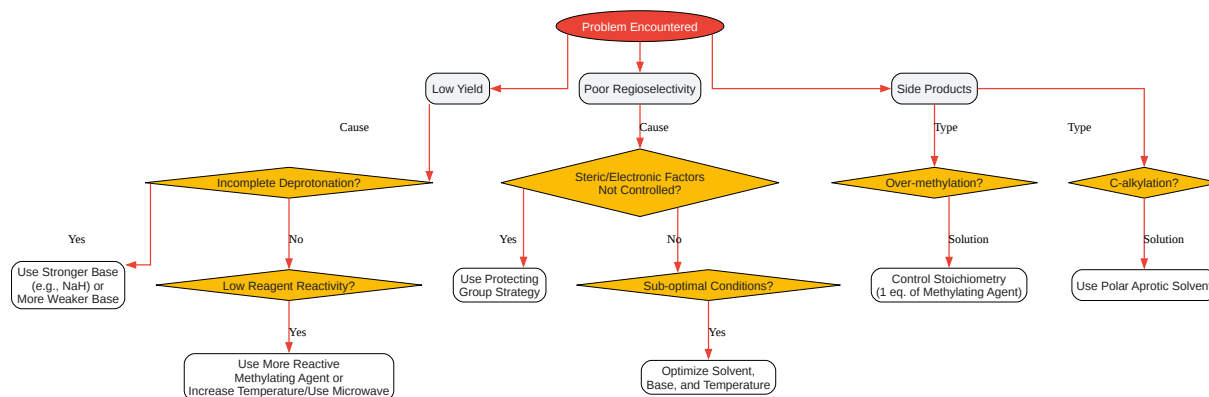 Problem Encountered
Low Yield
Poor Regioselectivity
Side Products
Cause
Cause
Type
Type
Incomplete Deprotonation?
Steric/Electronic Factors
Not Controlled?
Over-methylation?
C-alkylation?
Yes
No
Yes
No
Solution
Solution
Use Stronger Base
(e.g., NaH) or
More Weaker Base
Low Reagent Reactivity?
Use Protecting
Group Strategy
Sub-optimal Conditions?
Control Stoichiometry
(1 eq. of Methylating Agent)
Use Polar Aprotic Solvent
Yes
Yes
Use More Reactive
Methylating Agent or
Increase Temperature/Use Microwave
Optimize Solvent,
Base, and Temperature